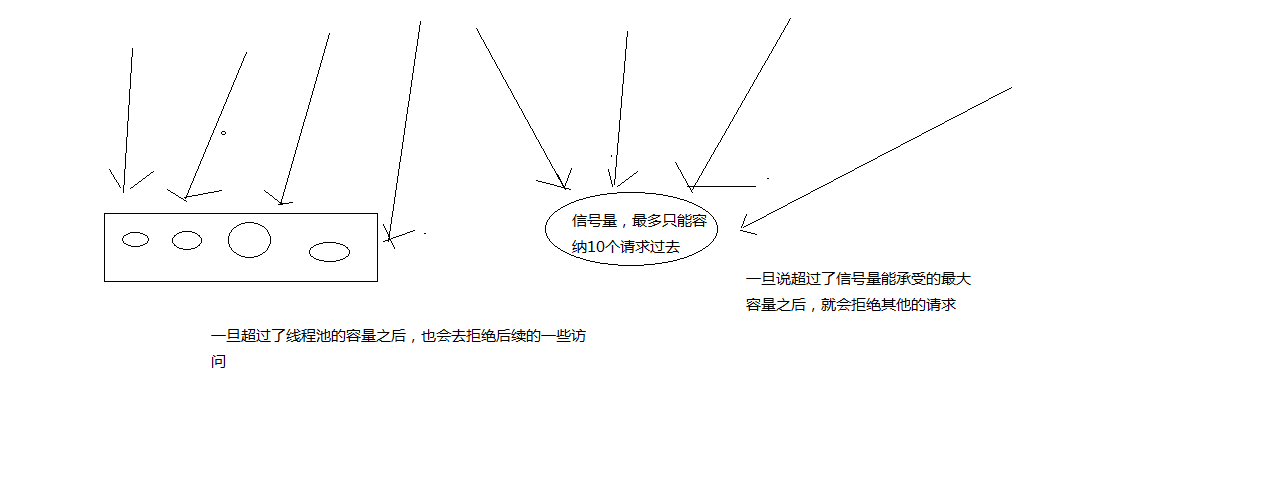 信号量，最多只能容
纳10个请求过去
一旦说超过了信号量能承受的最大
容量之后，就会拒绝其他的请求
一旦超过了线程池的容量之后，也会去拒绝后续的一些访
问